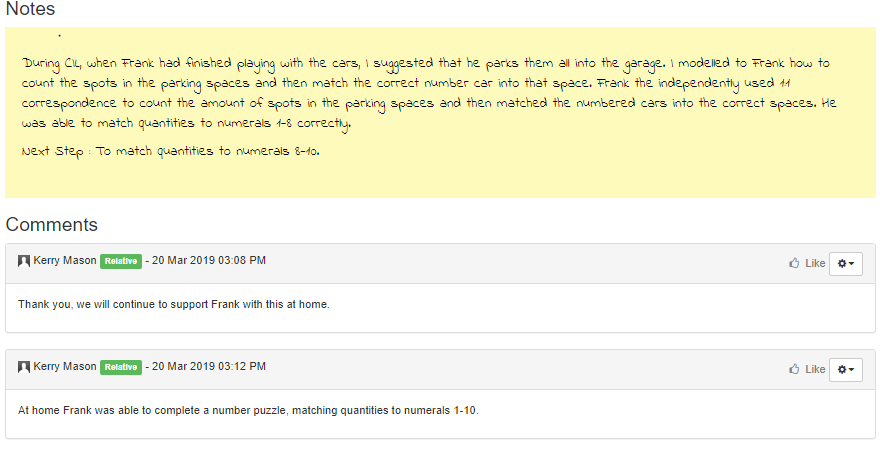 Notes
During CIL, when Frank had finished playing with the cars, I suggested that he parks them all into the garage. I modelled to Frank how to
count the spots in the parking spaces and then match the correct number car into that space. Frank the independently used 1:1
correspondence to count the amount of spots in the parking spaces and then matched the numbered cars into the correct spaces. He
was able to match quantities to numerals 1-8 correctly.
Next Step : To match quantities to numerals 8-10.
Comments
Kerry Mason Relative - 20 Mar 2019 03:08 PM Like
Thank you, we will continue to support Frank with this at home.
Kerry Mason Relative - 20 Mar 2019 03:12 PM Like
At home Frank was able to complete a number puzzle, matching quantities to numerals 1-10.